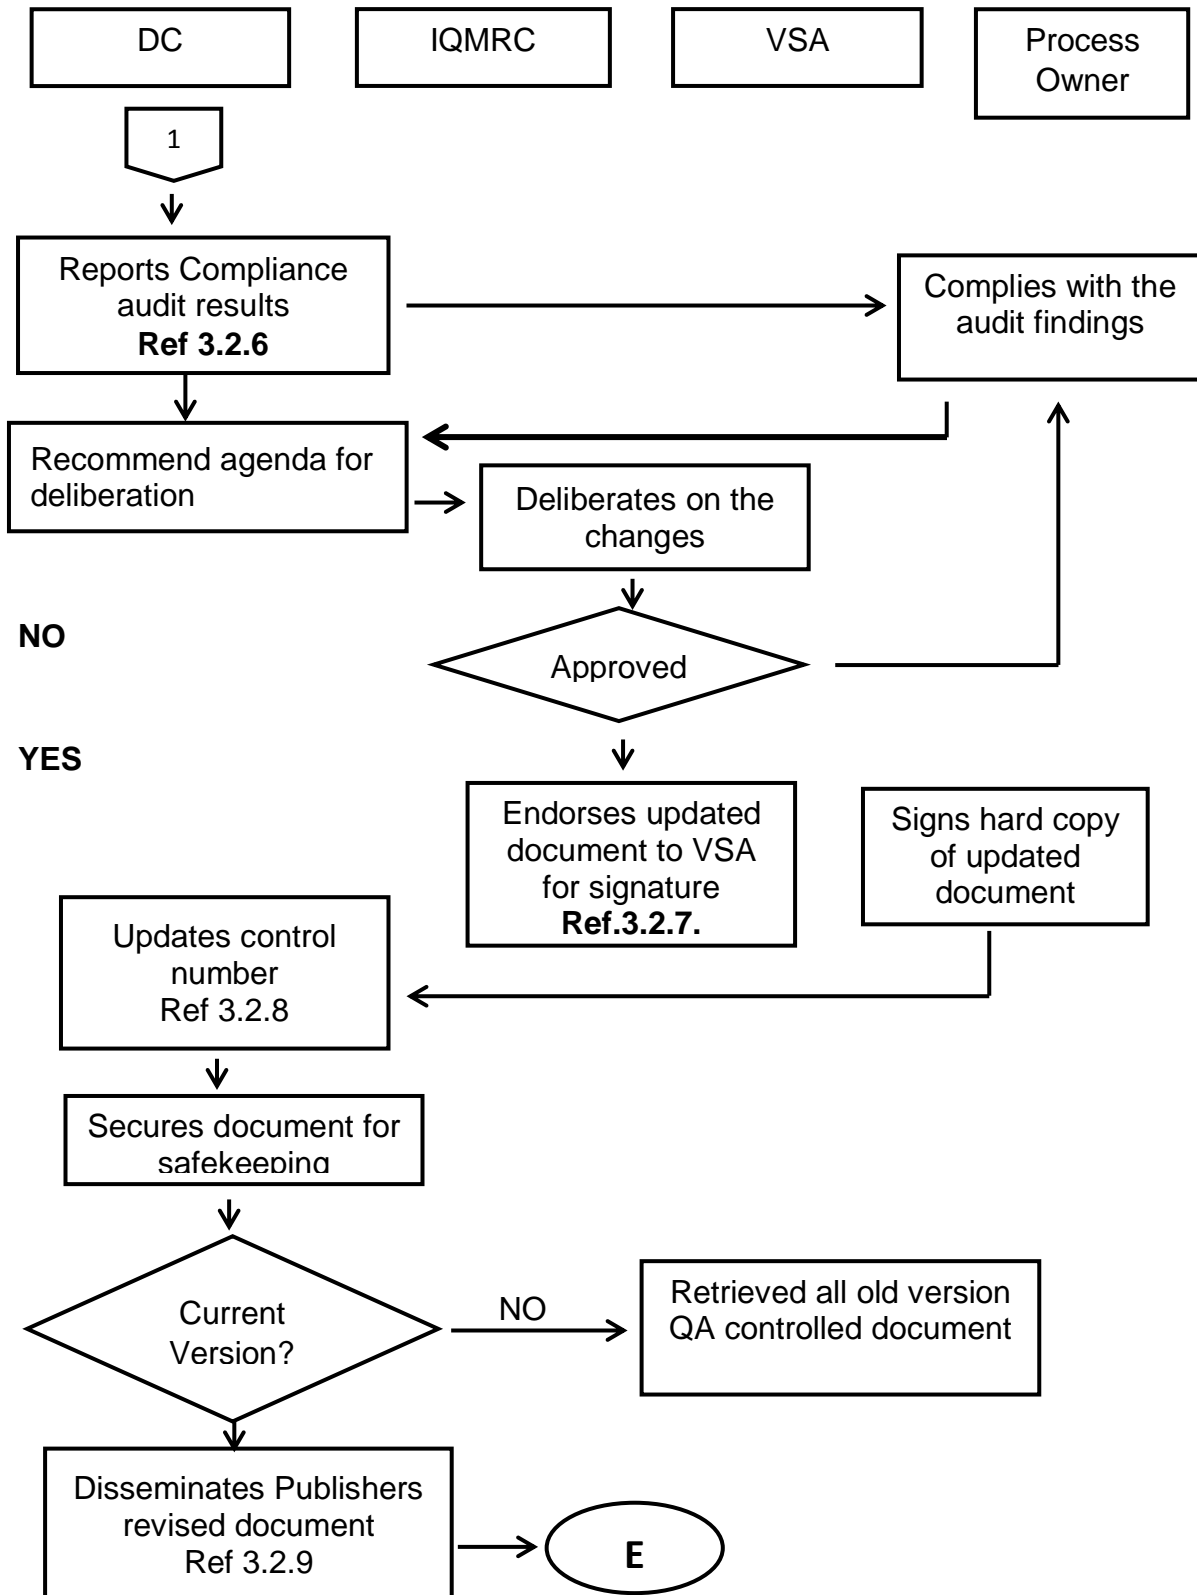 DC
IQMRC
VSA
Process
Owner
1
Reports Compliance
audit results
Ref 3.2.6
Complies with the
audit findings
Recommend agenda for
deliberation
Deliberates on the
changes
NO
Approved
YES
Endorses updated
document to VSA
for signature
Ref.3.2.7.
Signs hard copy
of updated
document
Updates control
number
Ref 3.2.8
Secures document for
safekeeping
Current
Version?
NO
Retrieved all old version
QA controlled document
Disseminates Publishers
revised document
Ref 3.2.9
E